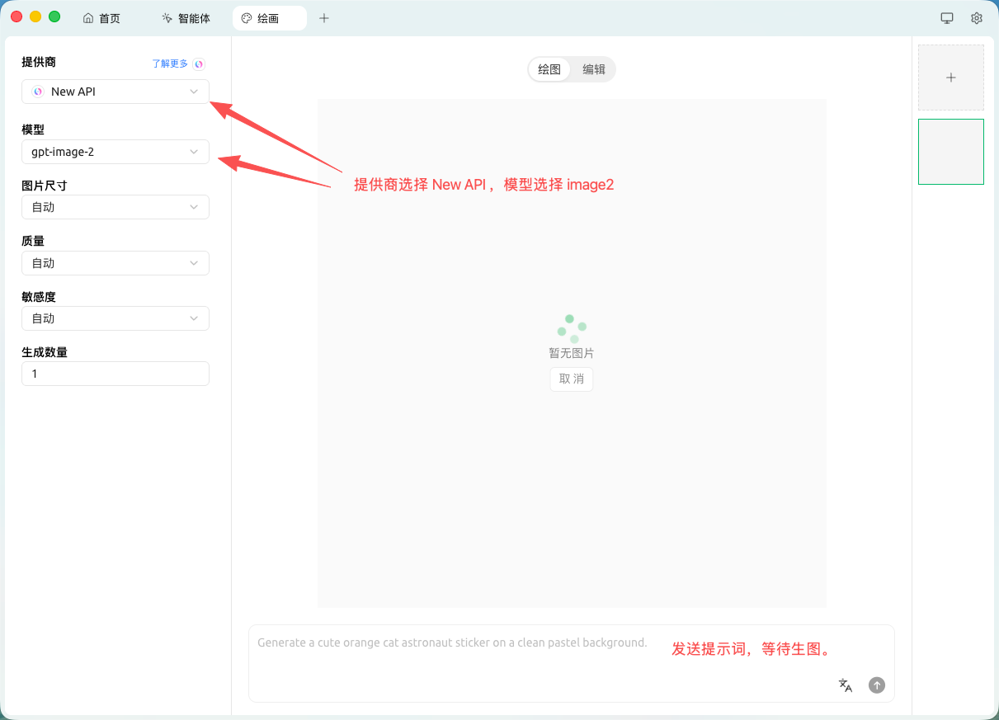 首页
智能体
绘画
提供商
了解更多
New API
模型
gpt-image-2
图片尺寸
自动
质量
自动
敏感度
自动
生成数量
1
绘图
编辑
提供商选择 New API ，模型选择 image2
暂无图片
取 消
Generate a cute orange cat astronaut sticker on a clean pastel background.
发送提示词，等待生图。